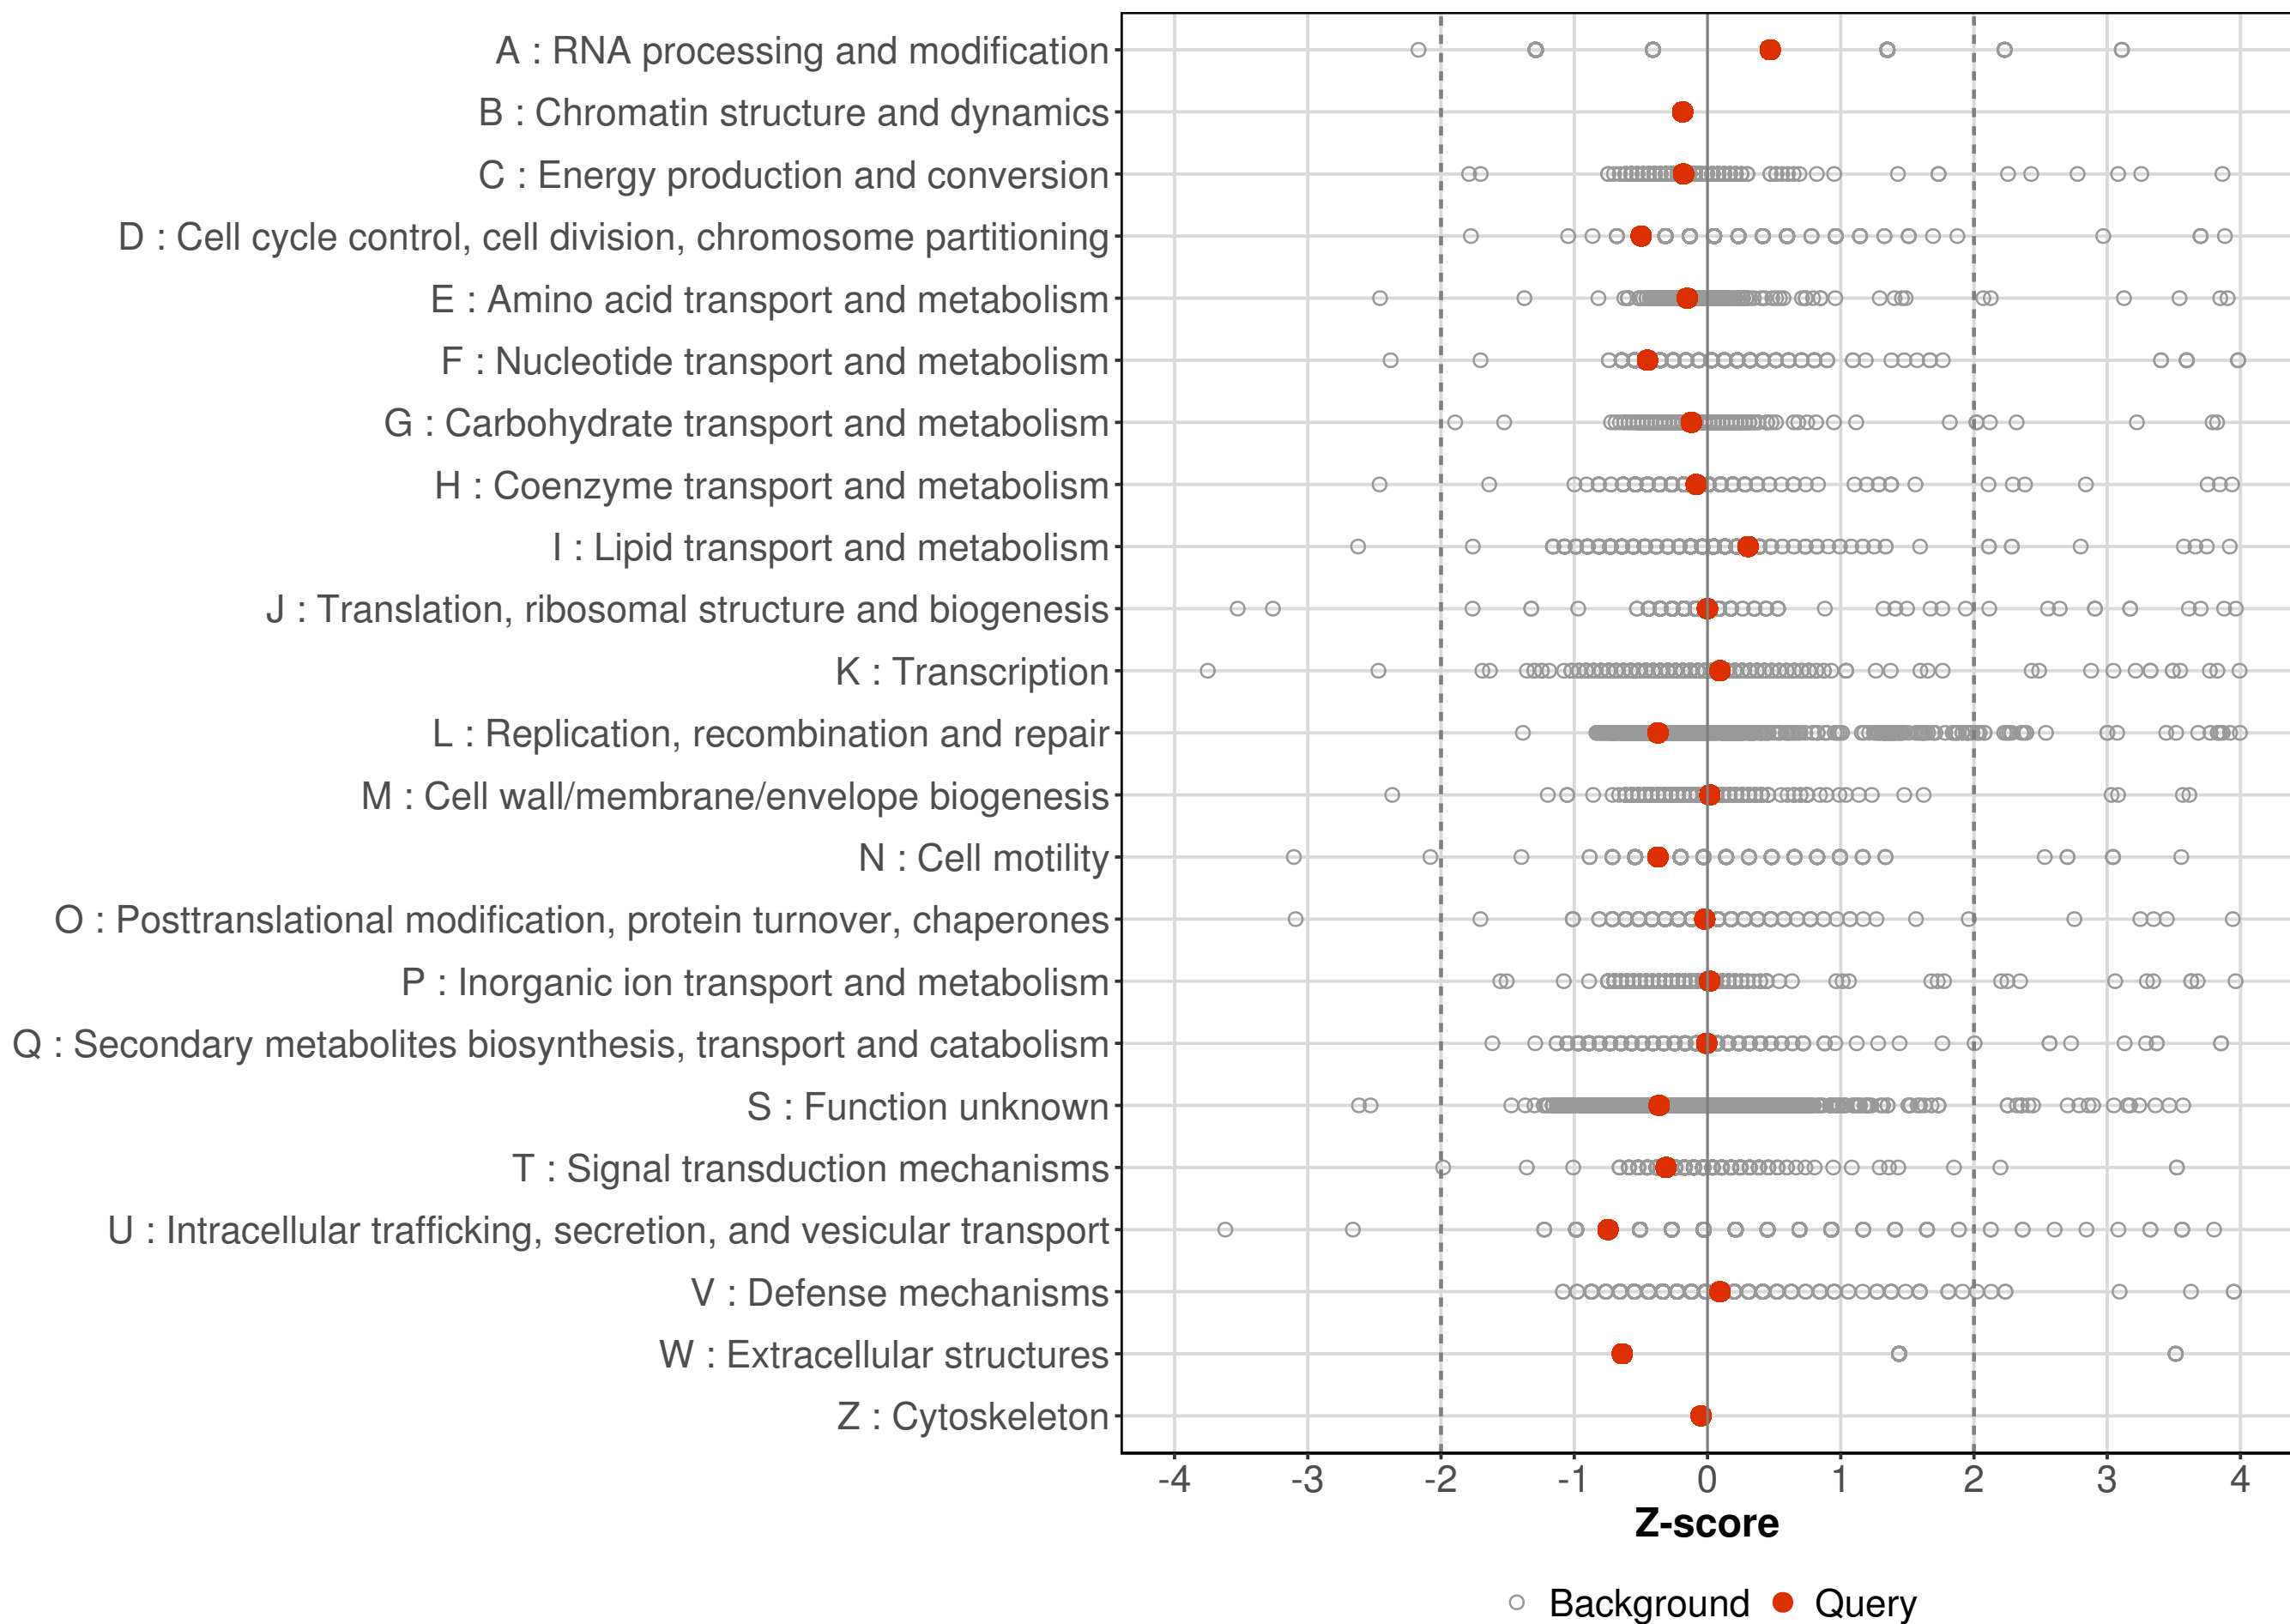 A : RNA processing and modification
B : Chromatin structure and dynamics
C : Energy production and conversion
D : Cell cycle control, cell division, chromosome partitioning
E : Amino acid transport and metabolism
F : Nucleotide transport and metabolism
G : Carbohydrate transport and metabolism
H : Coenzyme transport and metabolism
I : Lipid transport and metabolism
J : Translation, ribosomal structure and biogenesis
K : Transcription
L : Replication, recombination and repair
M : Cell wall/membrane/envelope biogenesis
N : Cell motility
O : Posttranslational modification, protein turnover, chaperones
P : Inorganic ion transport and metabolism
Q : Secondary metabolites biosynthesis, transport and catabolism
S : Function unknown
T : Signal transduction mechanisms
U : Intracellular trafficking, secretion, and vesicular transport
V : Defense mechanisms
W : Extracellular structures
Z : Cytoskeleton
-4 -3 -2 -1 0 1 2 3 4
Z-score
Background Query